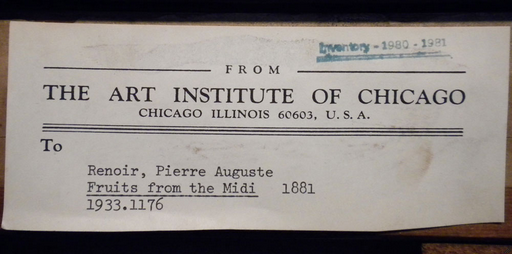 Inventory - 1980 - 1981
FROM
THE ART INSTITUTE OF CHICAGO
CHICAGO ILLINOIS 60603, U. S. A.
To
Renoir, Pierre Auguste
Fruits from the Midi 1881
1933.1176